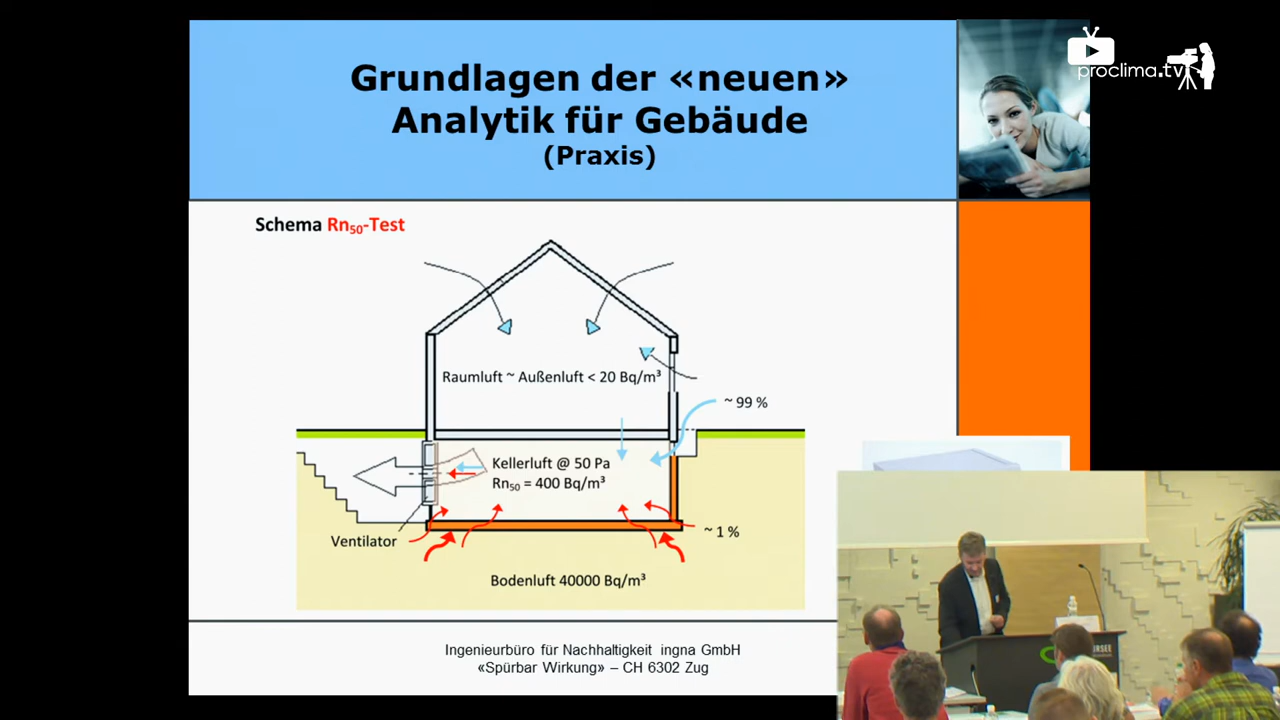 Grundlagen der «neuen»
Analytik für Gebäude
(Praxis)
proclima.tv
Schema Rn₅₀-Test
Raumluft ~ Außenluft < 20 Bq/m³
~ 99 %
Kellerluft @ 50 Pa
Rn₅₀ = 400 Bq/m³
Ventilator
~ 1 %
Bodenluft 40000 Bq/m³
Ingenieurbüro für Nachhaltigkeit ingna GmbH
«Spürbar Wirkung» – CH 6302 Zug